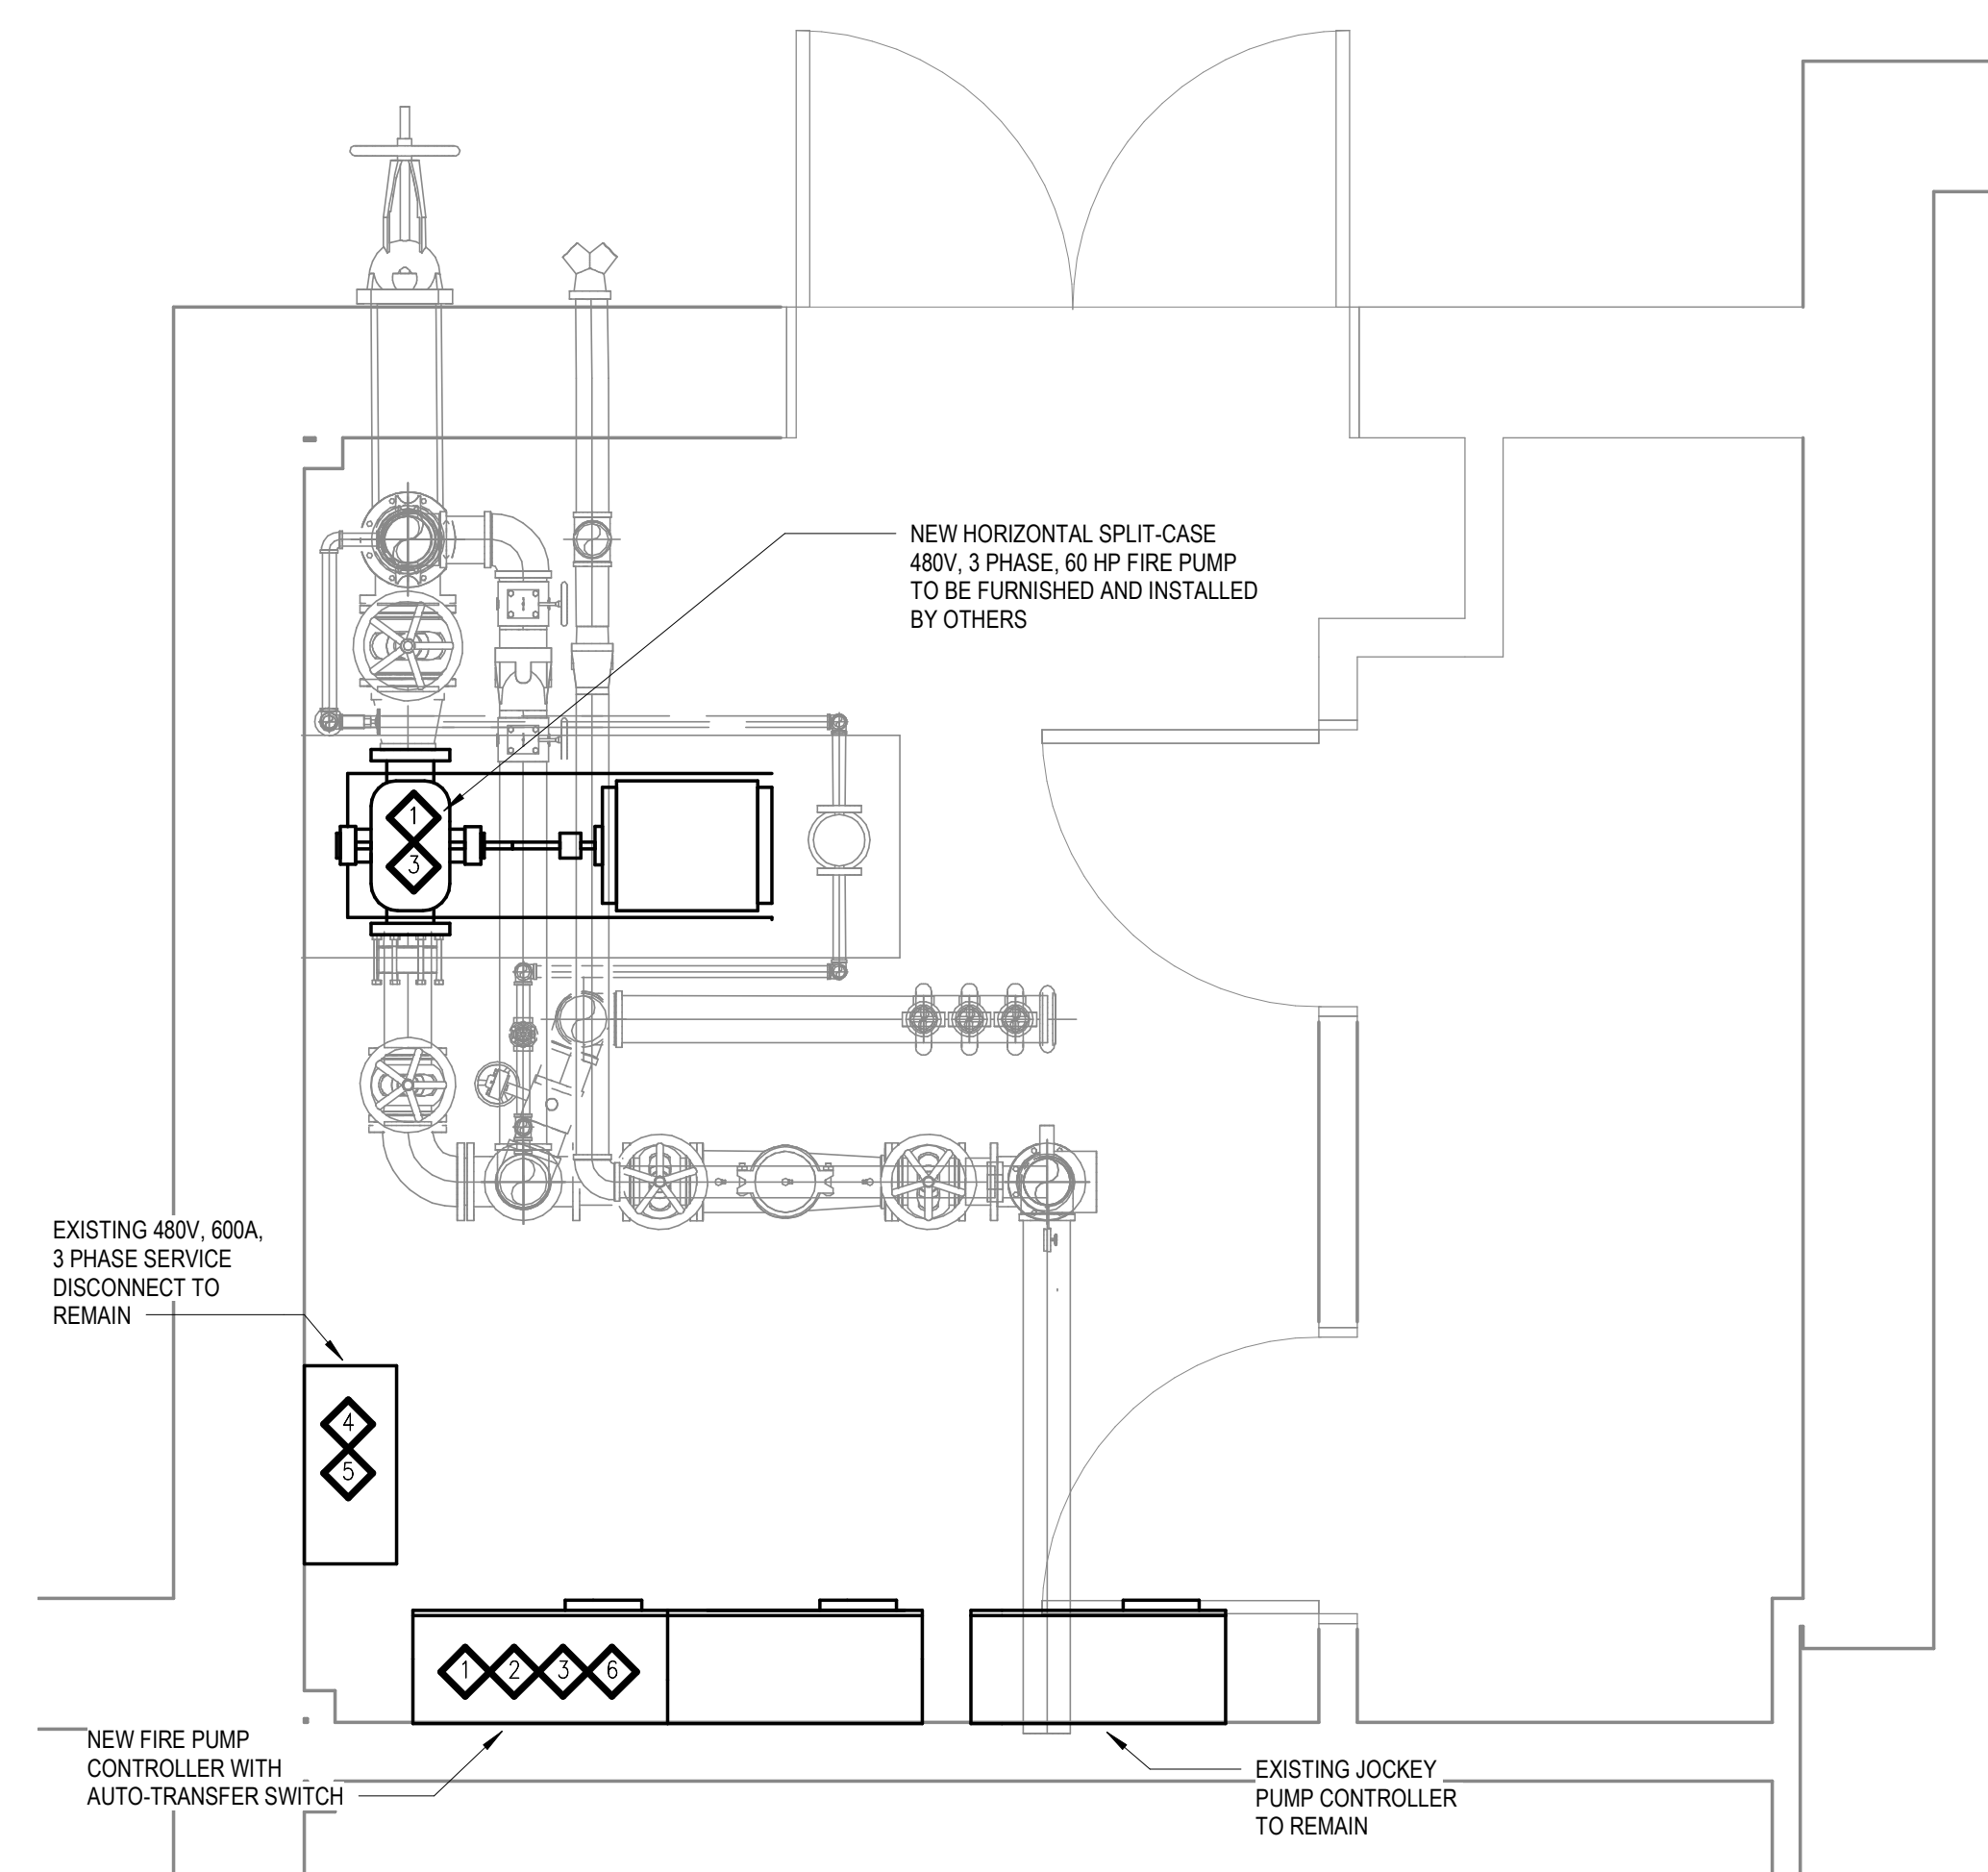 NEW HORIZONTAL SPLIT-CASE
480V, 3 PHASE, 60 HP FIRE PUMP
TO BE FURNISHED AND INSTALLED
BY OTHERS
1
3
EXISTING 480V, 600A,
3 PHASE SERVICE
DISCONNECT TO
REMAIN
4
5
1 2 3 6
NEW FIRE PUMP
CONTROLLER WITH
AUTO-TRANSFER SWITCH
EXISTING JOCKEY
PUMP CONTROLLER
TO REMAIN